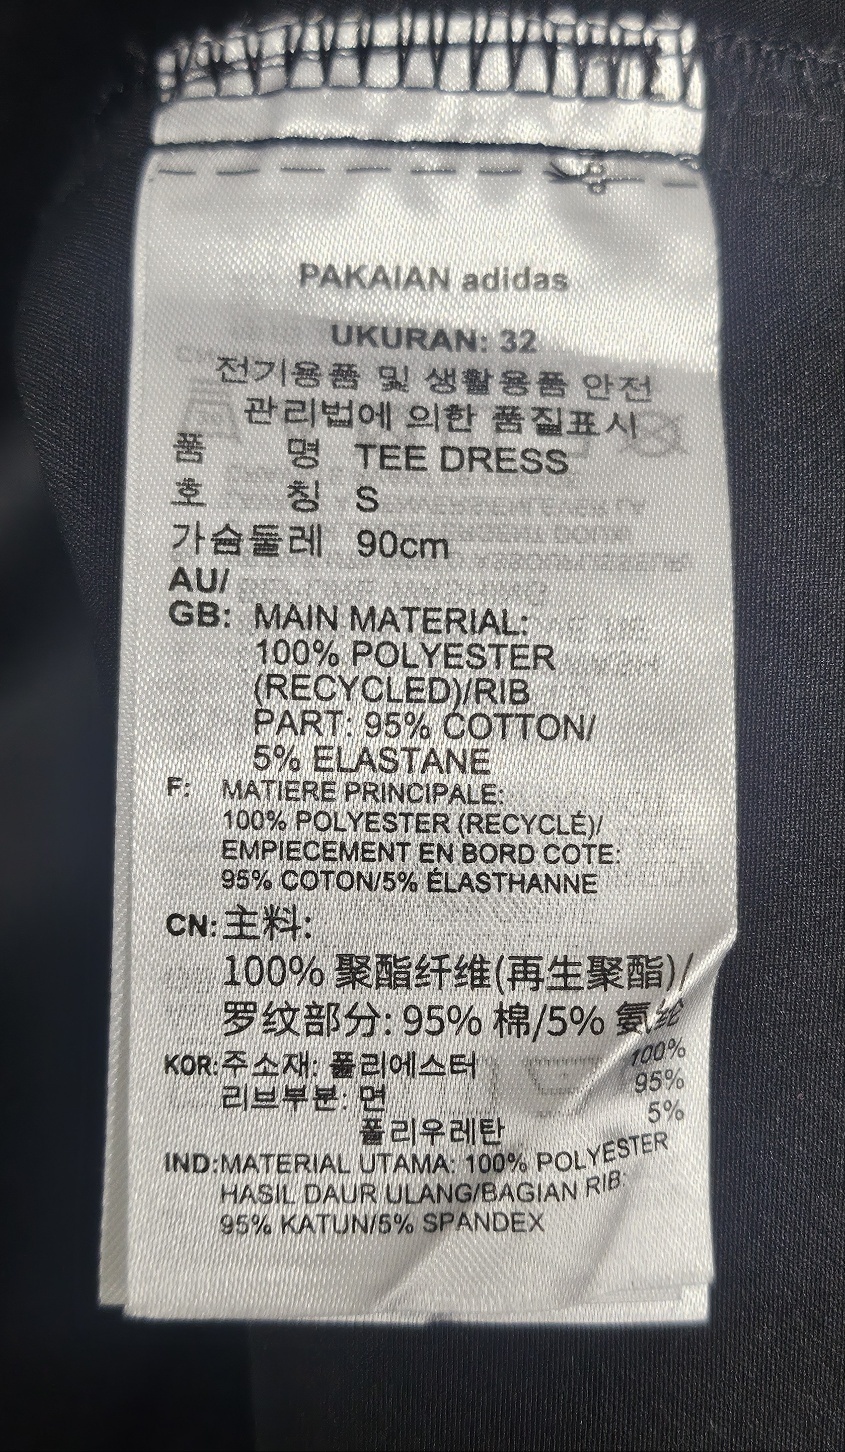 PAKAIAN adidas
UKURAN: 32
전기용품 및 생활용품 안전
관리법에 의한 품질표시
품 명 TEE DRESS
호 칭 S
가슴둘레 90cm
AU/
GB: MAIN MATERIAL:
100% POLYESTER
(RECYCLED)/RIB
PART: 95% COTTON/
5% ELASTANE
F: MATIERE PRINCIPALE:
100% POLYESTER (RECYCLÉ)/
EMPIECEMENT EN BORD COTE:
95% COTON/5% ÉLASTHANNE
CN: 主料:
100% 聚酯纤维(再生聚酯)/
罗纹部分: 95% 棉/5% 氨纶
KOR: 주소재: 폴리에스터 100%
리브부분: 면 95%
폴리우레탄 5%
IND: MATERIAL UTAMA: 100% POLYESTER
HASIL DAUR ULANG/BAGIAN RIB:
95% KATUN/5% SPANDEX